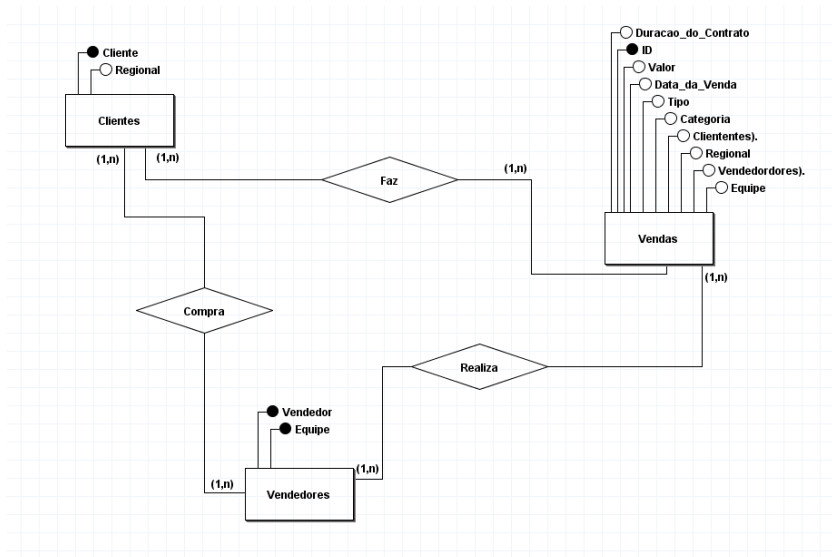 Cliente
Regional
Clientes
(1,n)
(1,n)
Faz
(1,n)
Duracao_do_Contrato
ID
Valor
Data_da_Venda
Tipo
Categoria
Cliententes).
Regional
Vendedordores).
Equipe
Vendas
(1,n)
Compra
Realiza
Vendedor
Equipe
(1,n)
(1,n)
Vendedores